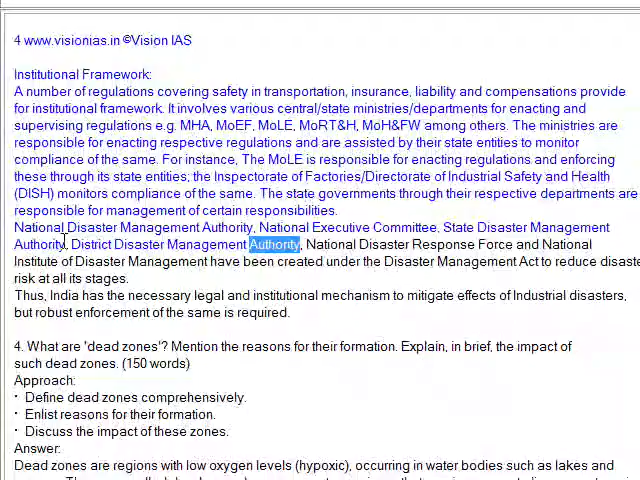 4 www.visionias.in ©Vision IAS
Institutional Framework:
A number of regulations covering safety in transportation, insurance, liability and compensations provide
for institutional framework. It involves various central/state ministries/departments for enacting and
supervising regulations e.g. MHA, MoEF, MoLE, MoRT&H, MoH&FW among others. The ministries are
responsible for enacting respective regulations and are assisted by their state entities to monitor
compliance of the same. For instance, The MoLE is responsible for enacting regulations and enforcing
these through its state entities; the Inspectorate of Factories/Directorate of Industrial Safety and Health
(DISH) monitors compliance of the same. The state governments through their respective departments are
responsible for management of certain responsibilities.
National Disaster Management Authority, National Executive Committee, State Disaster Management
Authority, District Disaster Management Authority, National Disaster Response Force and National
Institute of Disaster Management have been created under the Disaster Management Act to reduce disaste
risk at all its stages.
Thus, India has the necessary legal and institutional mechanism to mitigate effects of Industrial disasters,
but robust enforcement of the same is required.
4. What are 'dead zones'? Mention the reasons for their formation. Explain, in brief, the impact of
such dead zones. (150 words)
Approach:
· Define dead zones comprehensively.
· Enlist reasons for their formation.
· Discuss the impact of these zones.
Answer:
Dead zones are regions with low oxygen levels (hypoxic), occurring in water bodies such as lakes and